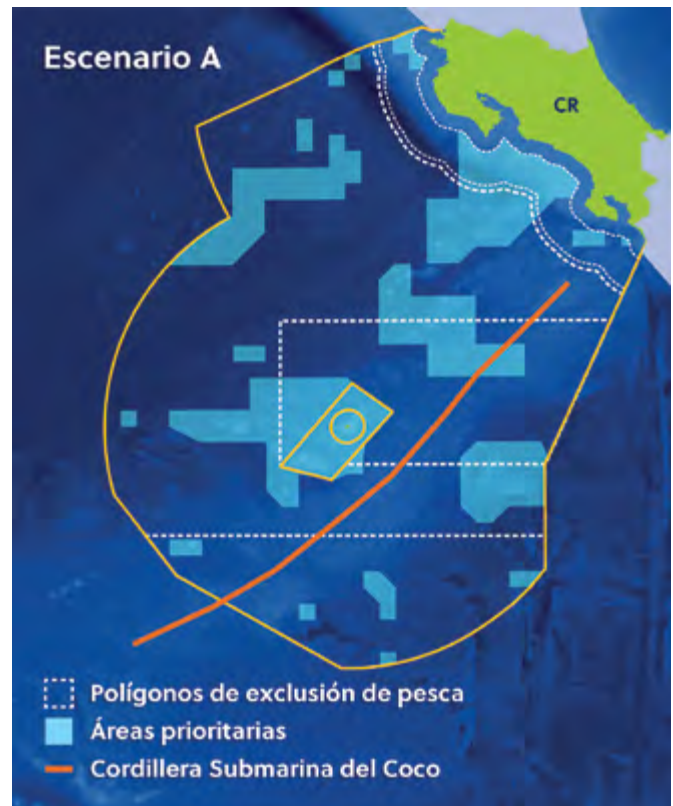 Escenario A
CR
Polígonos de exclusión de pesca
Áreas prioritarias
Cordillera Submarina del Coco